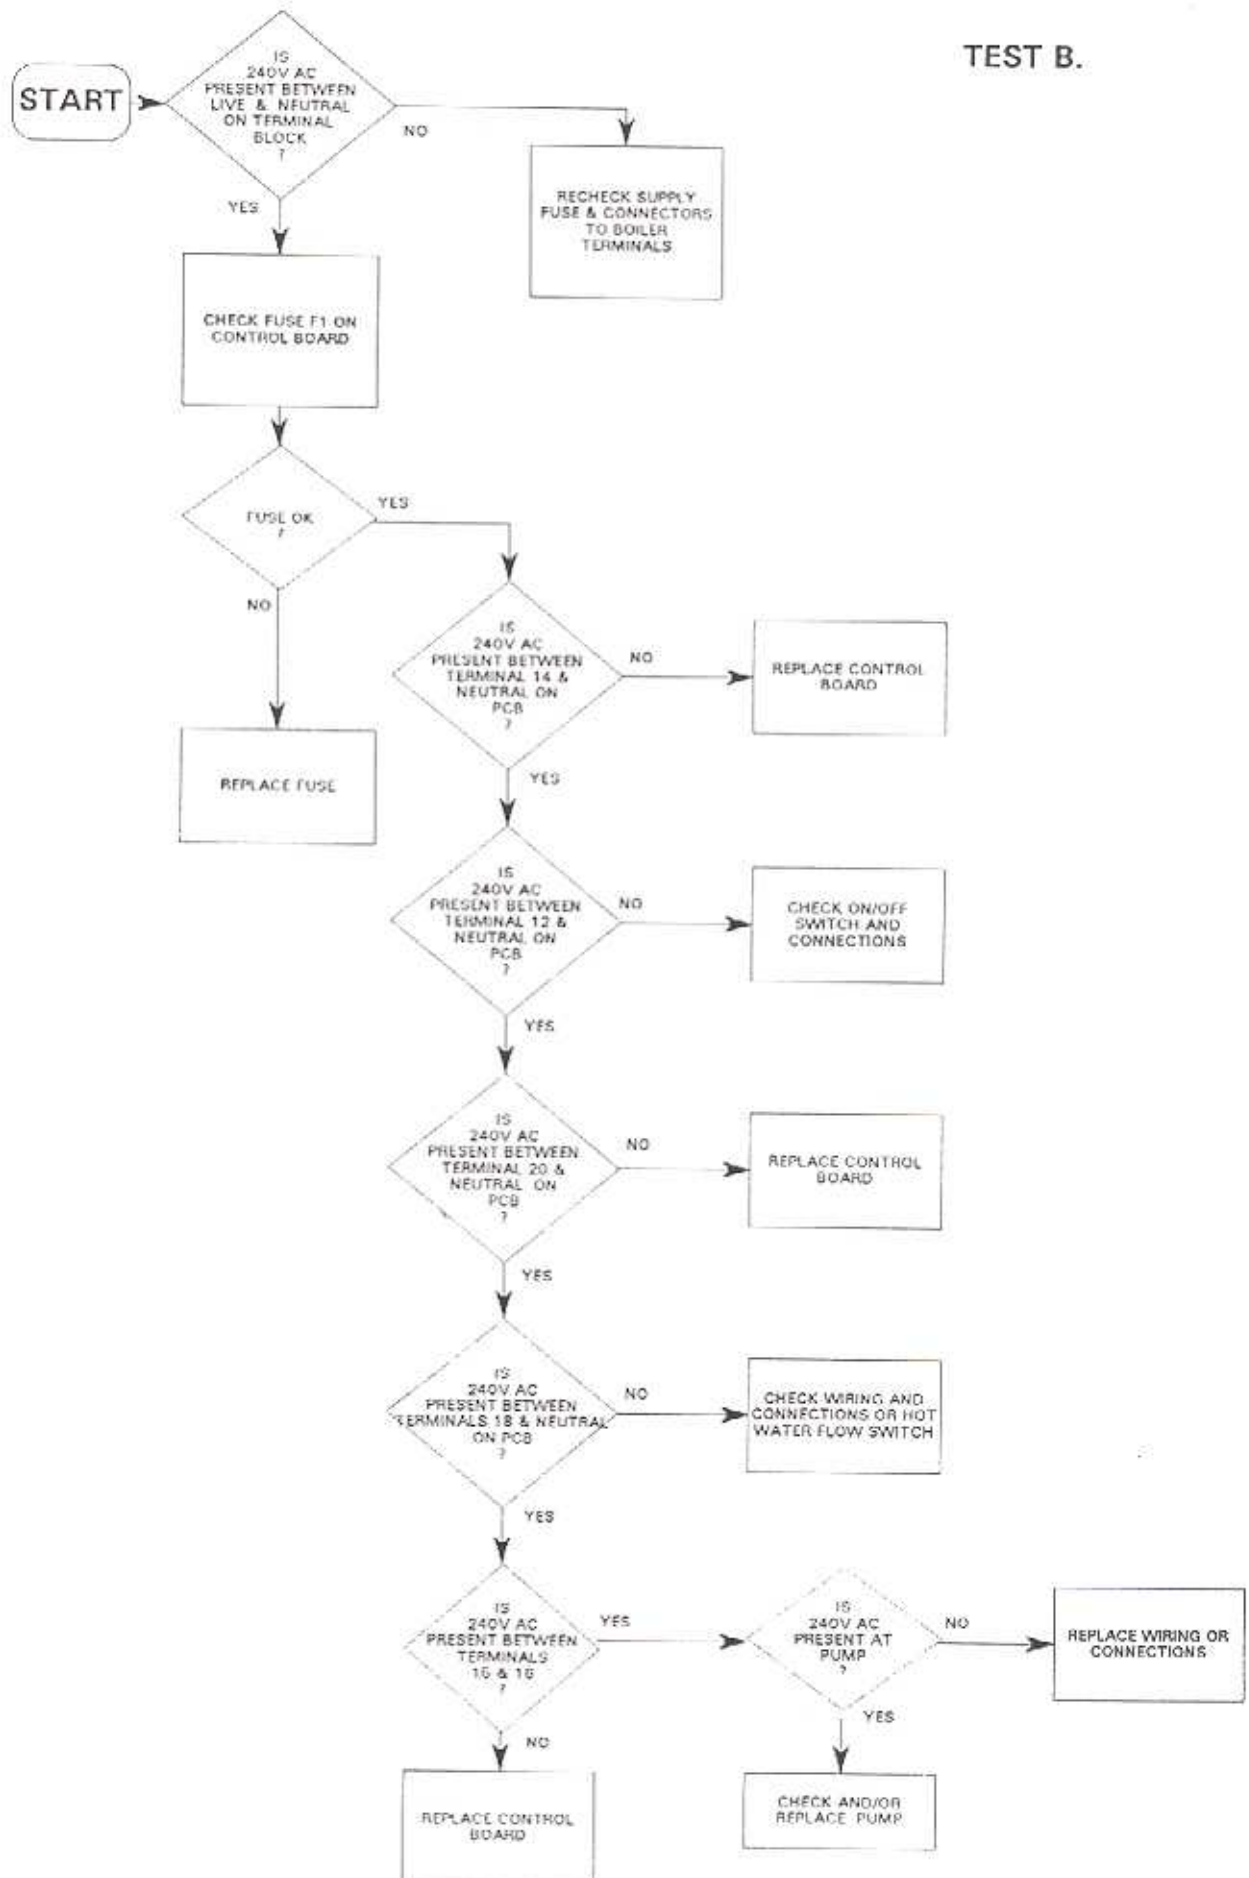 TEST B.
START
IS
240V AC
PRESENT BETWEEN
LIVE & NEUTRAL
ON TERMINAL
BLOCK
?
NO
RECHECK SUPPLY
FUSE & CONNECTORS
TO BOILER
TERMINALS
YES
CHECK FUSE F1 ON
CONTROL BOARD
FUSE OK
?
YES
NO
REPLACE FUSE
IS
240V AC
PRESENT BETWEEN
TERMINAL 14 &
NEUTRAL ON
PCB
?
NO
REPLACE CONTROL
BOARD
YES
IS
240V AC
PRESENT BETWEEN
TERMINAL 12 &
NEUTRAL ON
PCB
?
NO
CHECK ON/OFF
SWITCH AND
CONNECTIONS
YES
IS
240V AC
PRESENT BETWEEN
TERMINAL 20 &
NEUTRAL ON
PCB
?
NO
REPLACE CONTROL
BOARD
YES
IS
240V AC
PRESENT BETWEEN
TERMINALS 18 & NEUTRAL
ON PCB
?
NO
CHECK WIRING AND
CONNECTIONS OR HOT
WATER FLOW SWITCH
YES
IS
240V AC
PRESENT BETWEEN
TERMINALS
15 & 16
?
YES
IS
240V AC
PRESENT AT
PUMP
?
NO
REPLACE WIRING OR
CONNECTIONS
YES
CHECK AND/OR
REPLACE PUMP
NO
REPLACE CONTROL
BOARD